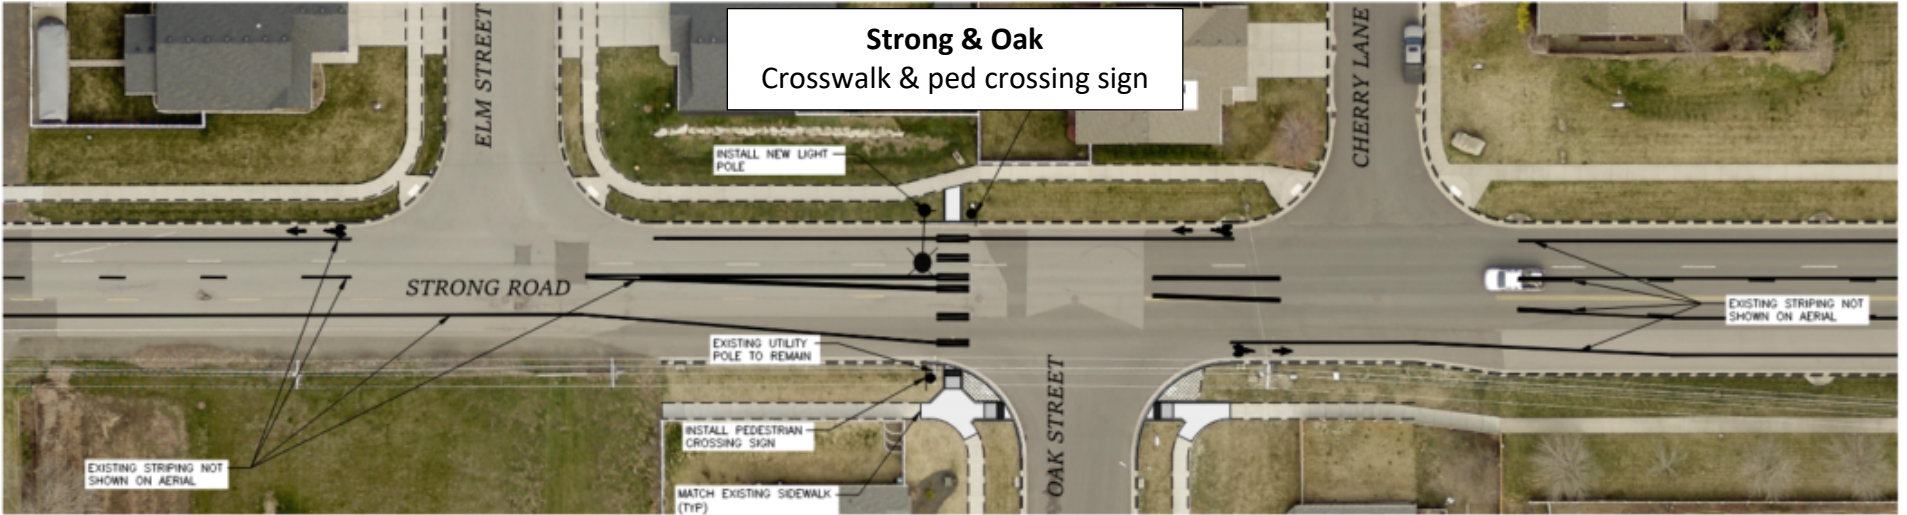 Strong & Oak
Crosswalk & ped crossing sign
ELM STREET
CHERRY LANE
INSTALL NEW LIGHT
POLE
STRONG ROAD
EXISTING STRIPING NOT
SHOWN ON AERIAL
EXISTING UTILITY
POLE TO REMAIN
OAK STREET
INSTALL PEDESTRIAN
CROSSING SIGN
EXISTING STRIPING NOT
SHOWN ON AERIAL
MATCH EXISTING SIDEWALK
(TYP)